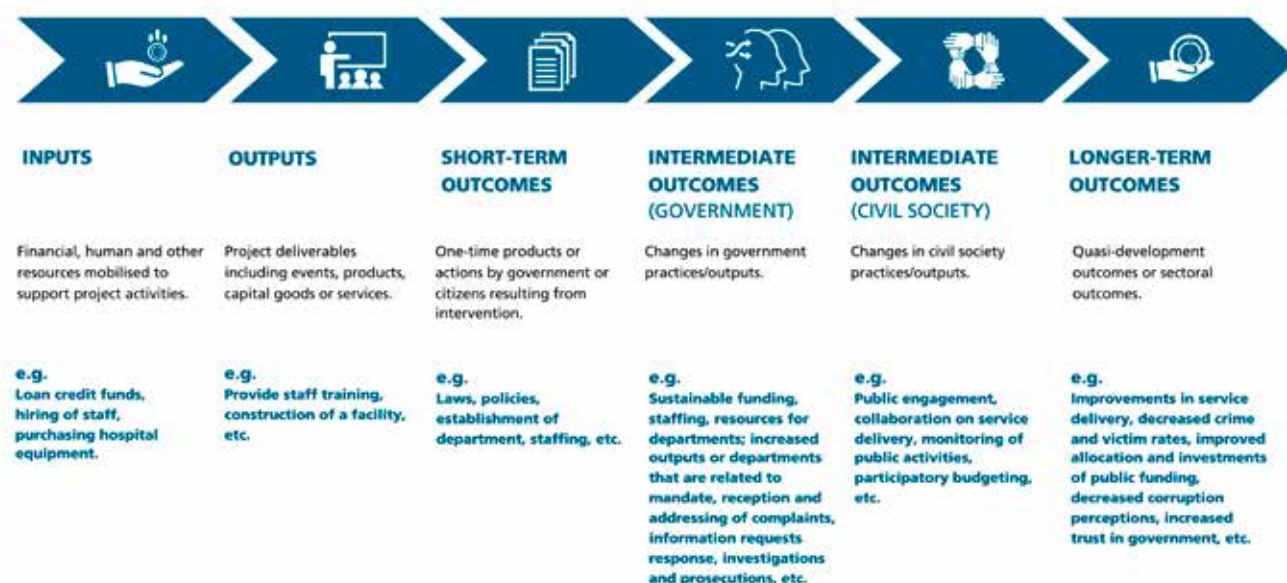 INPUTS
Financial, human and other
resources mobilised to
support project activities.
e.g.
Loan credit funds,
hiring of staff,
purchasing hospital
equipment.
OUTPUTS
Project deliverables
including events, products,
capital goods or services.
e.g.
Provide staff training,
construction of a facility,
etc.
SHORT-TERM
OUTCOMES
One-time products or
actions by government or
citizens resulting from
intervention.
e.g.
Laws, policies,
establishment of
department, staffing, etc.
INTERMEDIATE
OUTCOMES
(GOVERNMENT)
Changes in government
practices/outputs.
e.g.
Sustainable funding,
staffing, resources for
departments; increased
outputs or departments
that are related to
mandate, reception and
addressing of complaints,
information requests
response, investigations
and prosecutions, etc.
INTERMEDIATE
OUTCOMES
(CIVIL SOCIETY)
Changes in civil society
practices/outputs.
e.g.
Public engagement,
collaboration on service
delivery, monitoring of
public activities,
participatory budgeting,
etc.
LONGER-TERM
OUTCOMES
Quasi-development
outcomes or sectoral
outcomes.
e.g.
Improvements in service
delivery, decreased crime
and victim rates, improved
allocation and investments
of public funding,
decreased corruption
perceptions, increased
trust in government, etc.